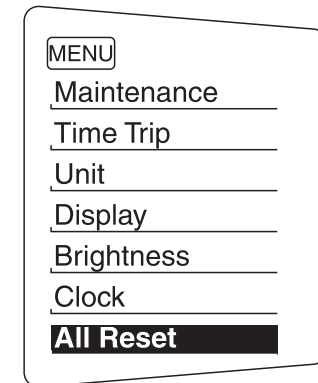 MENU
Maintenance
Time Trip
Unit
Display
Brightness
Clock
All Reset